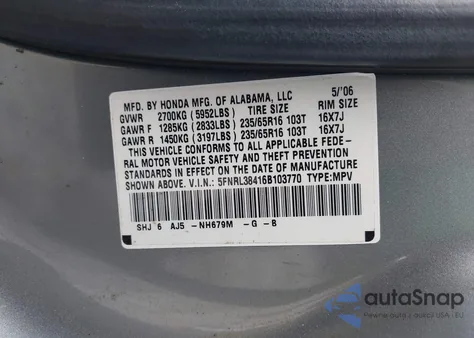 MFD. BY HONDA MFG. OF ALABAMA, LLC 5/'06
GVWR 2700KG (5952LBS) TIRE SIZE RIM SIZE
GAWR F 1285KG (2833LBS) 235/65R16 103T 16X7J
GAWR R 1450KG (3197LBS) 235/65R16 103T 16X7J
THIS VEHICLE CONFORMS TO ALL APPLICABLE FEDE-
RAL MOTOR VEHICLE SAFETY AND THEFT PREVENTION
STANDARDS IN EFFECT ON THE DATE OF MANUFACTURE
SHOWN ABOVE. V.I.N.: 5FNRL38416B103770 TYPE:MPV
SHJ 6 AJ5 -NH679M -G -B
autoSnap